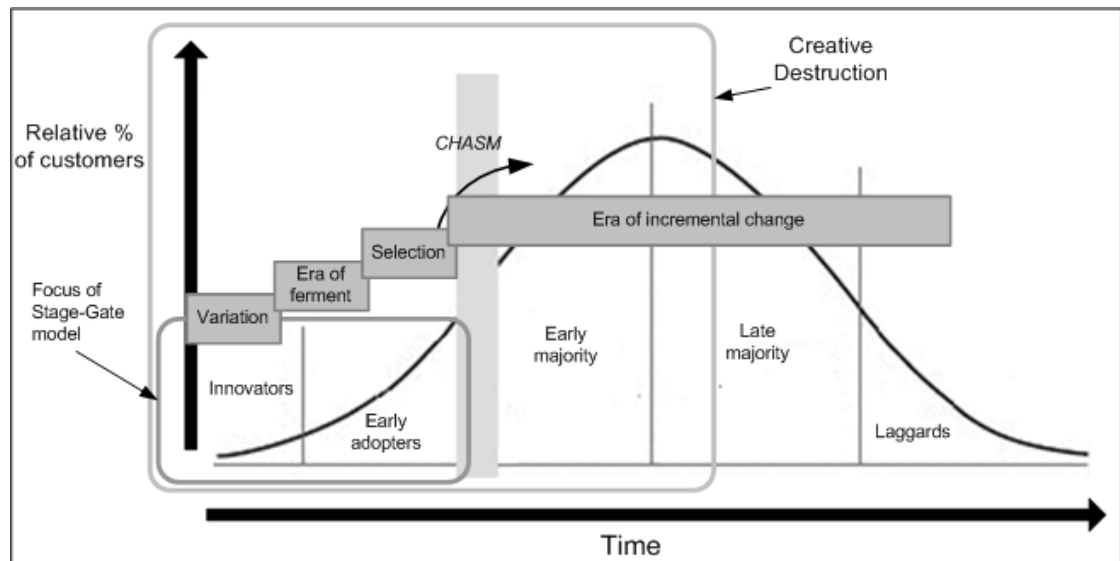 Creative
Destruction
Relative %
of customers
CHASM
Era of incremental change
Selection
Era of
ferment
Variation
Focus of
Stage-Gate
model
Innovators
Early
adopters
Early
majority
Late
majority
Laggards
Time